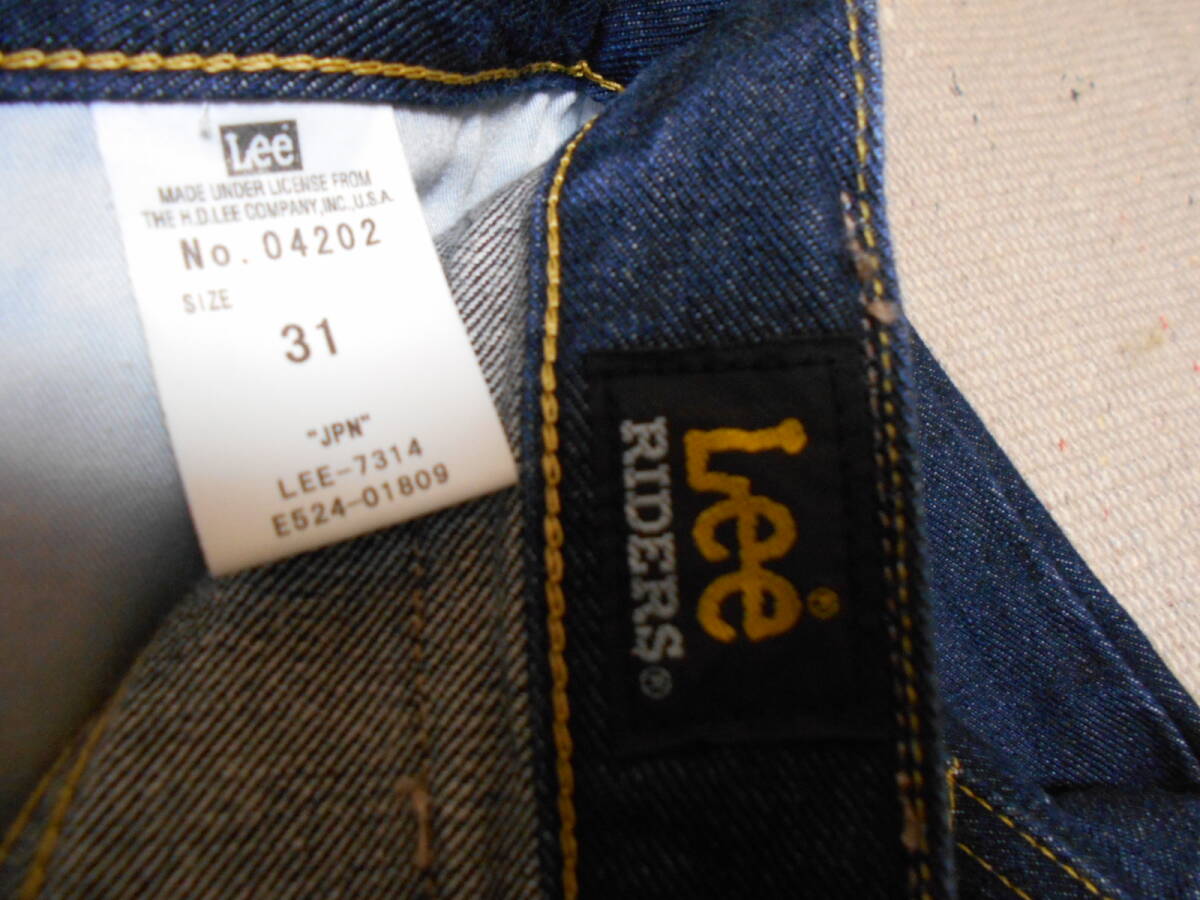 Lee®
MADE UNDER LICENSE FROM
THE H.D.LEE COMPANY,INC.,U.S.A.
No. 04202
SIZE
31
"JPN"
LEE-7314
E524-01809
Lee®
RIDERS®